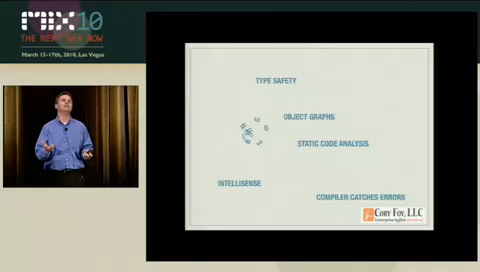 MIX10
THE NEXT WEB NOW
March 15-17th, 2010, Las Vegas
TYPE SAFETY
OBJECT GRAPHS
STATIC CODE ANALYSIS
INTELLISENSE
COMPILER CATCHES ERRORS
CORY FOY, LLC